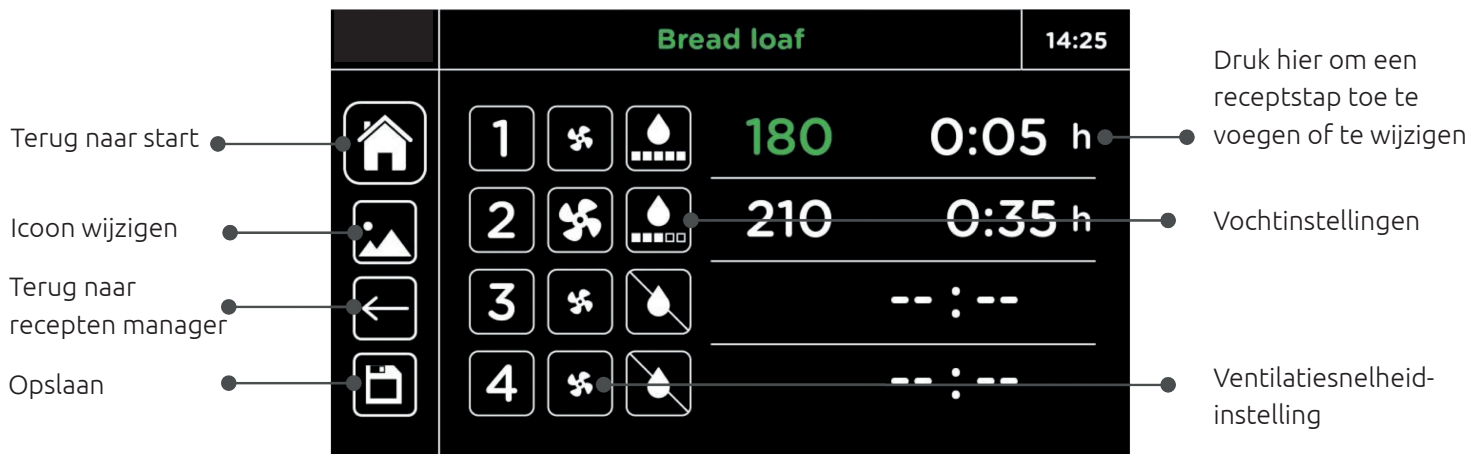 Bread loaf
14:25
Terug naar start
Icoon wijzigen
Terug naar
recepten manager
Opslaan
1
180
0:05 h
2
210
0:35 h
3
-- : --
4
-- : --
Druk hier om een
receptstap toe te
voegen of te wijzigen
Vochtinstellingen
Ventilatiesnelheid-
instelling